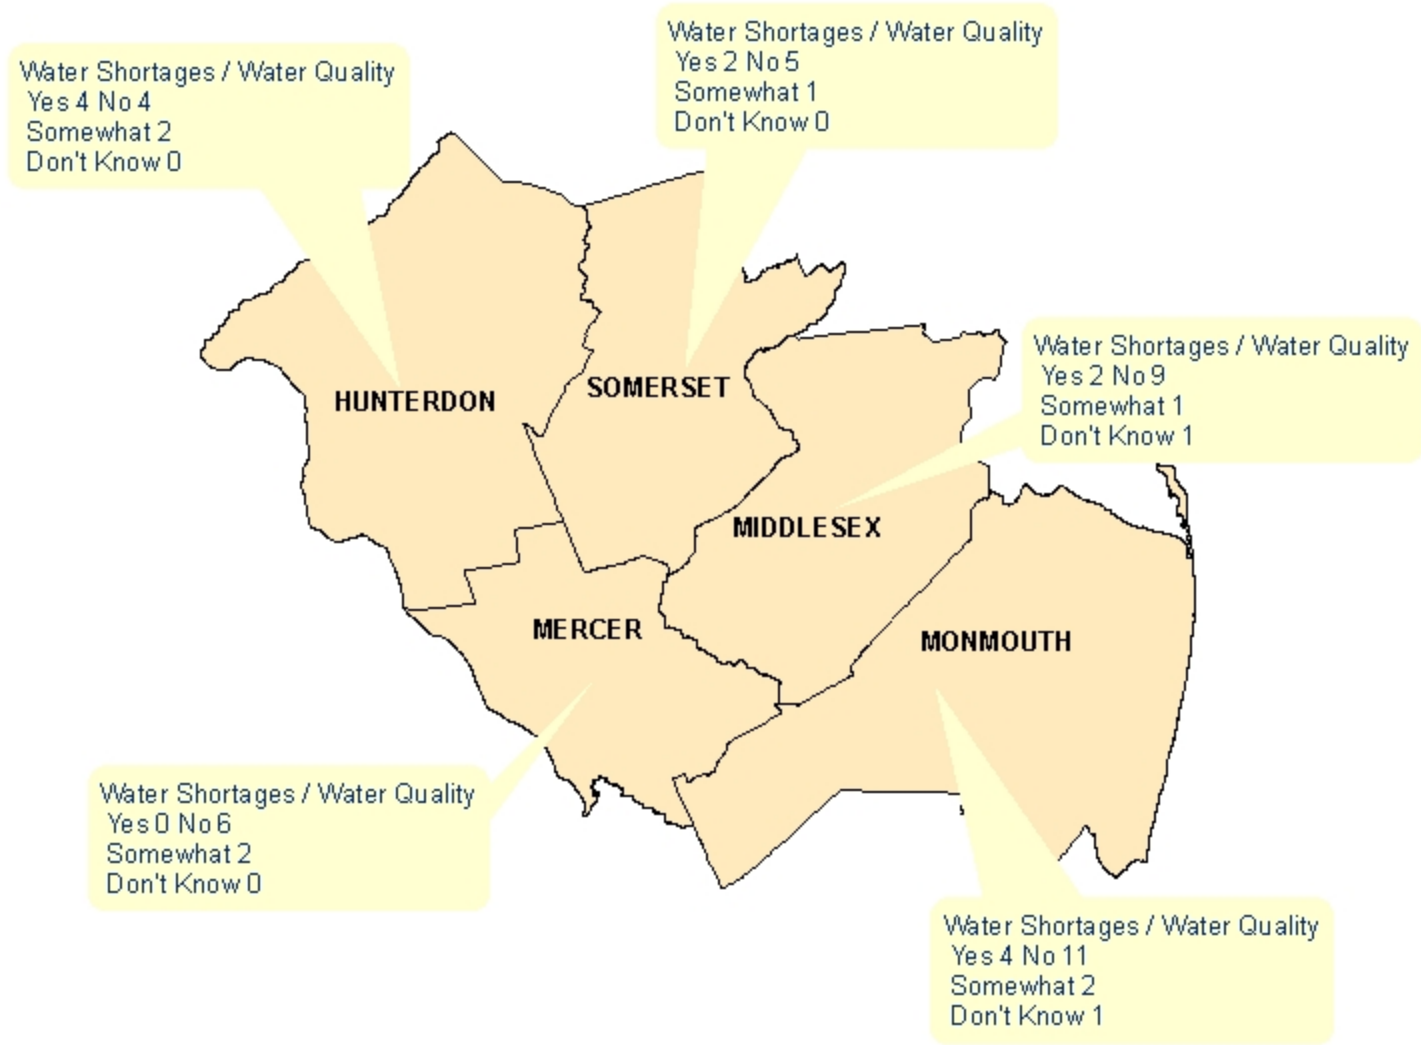 Water Shortages / Water Quality
Yes 2 No 5
Somewhat 1
Don't Know 0
Water Shortages / Water Quality
Yes 4 No 4
Somewhat 2
Don't Know 0
Water Shortages / Water Quality
Yes 2 No 9
Somewhat 1
Don't Know 1
SOMERSET
HUNTERDON
MIDDLESEX
MERCER
MONMOUTH
Water Shortages / Water Quality
Yes 0 No 6
Somewhat 2
Don't Know 0
Water Shortages / Water Quality
Yes 4 No 11
Somewhat 2
Don't Know 1